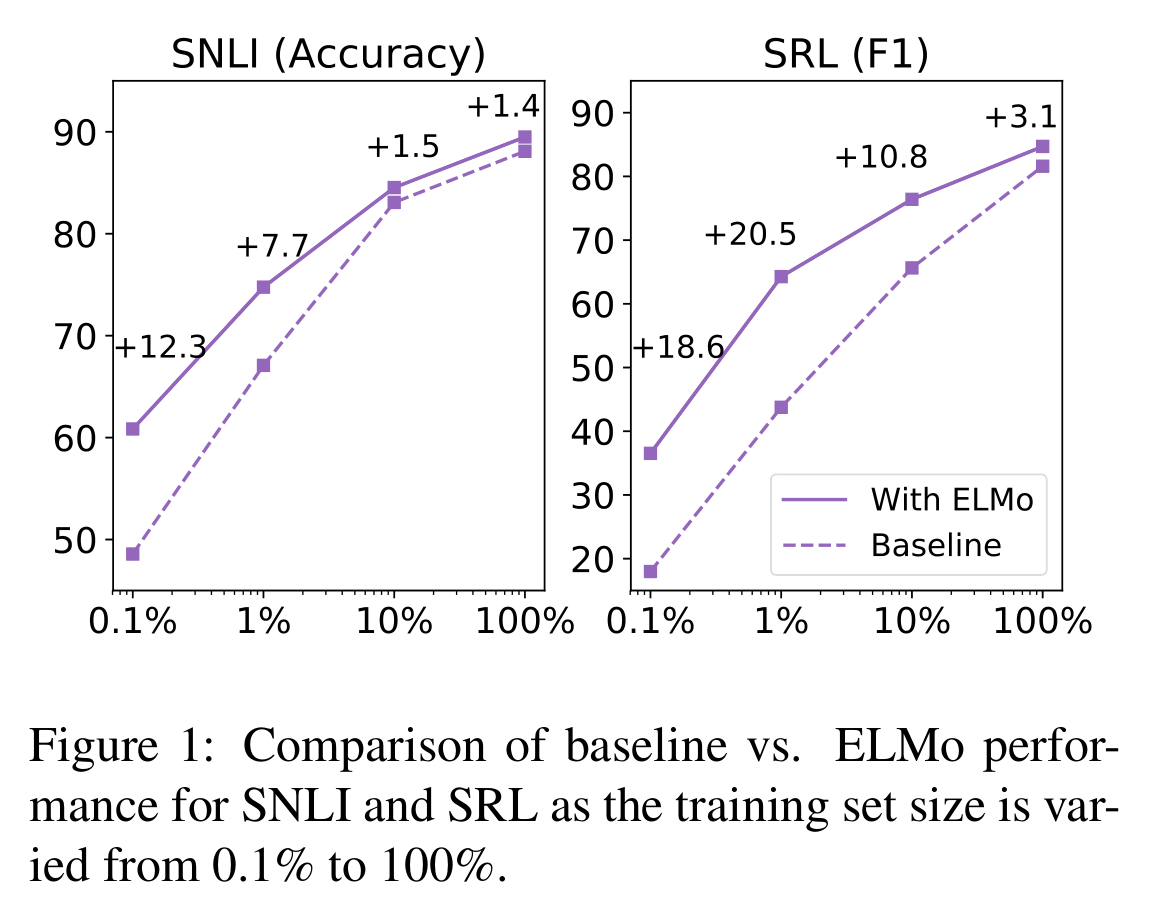 SNLI (Accuracy)
90
80
70
60
50
+12.3
+7.7
+1.5
+1.4
0.1% 1% 10% 100%
SRL (F1)
90
80
70
60
50
40
30
20
+18.6
+20.5
+10.8
+3.1
With ELMo
Baseline
0.1% 1% 10% 100%
Figure 1: Comparison of baseline vs. ELMo perfor-
mance for SNLI and SRL as the training set size is var-
ied from 0.1% to 100%.